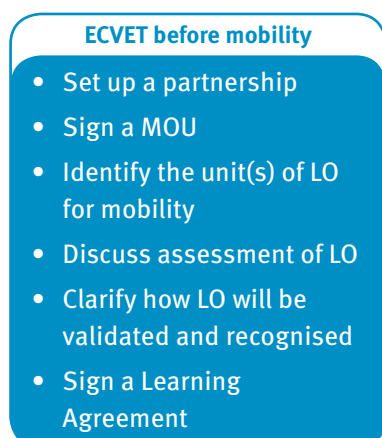 ECVET before mobility
• Set up a partnership
• Sign a MOU
• Identify the unit(s) of LO
for mobility
• Discuss assessment of LO
• Clarify how LO will be
validated and recognised
• Sign a Learning
Agreement